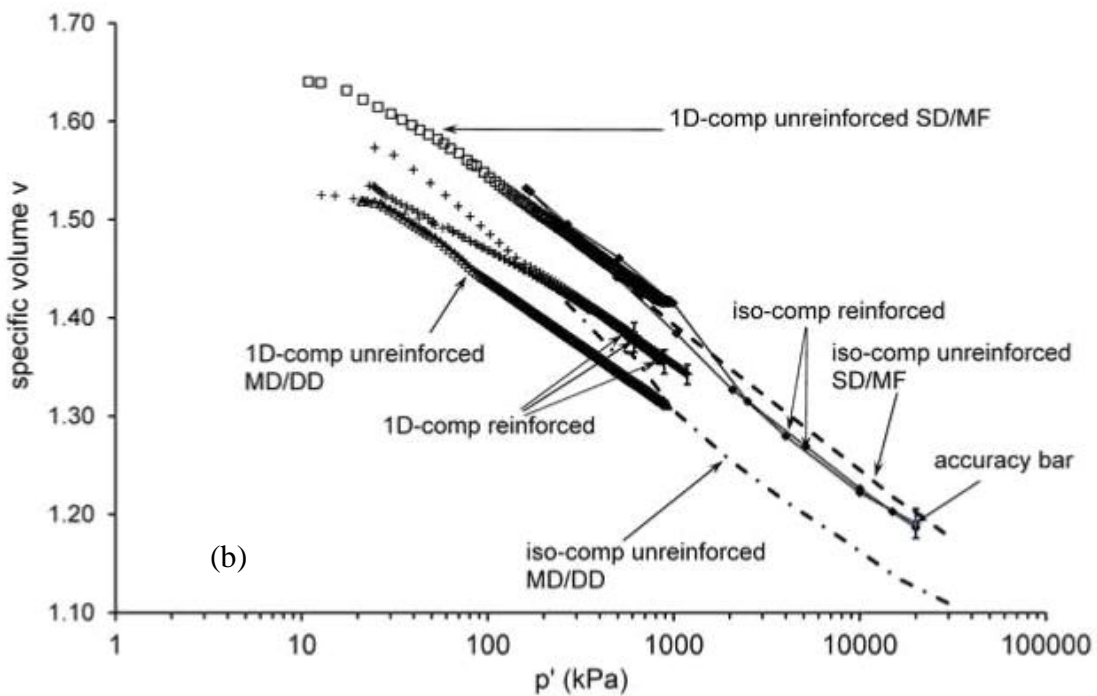 1.70
1.60
1.50
1.40
1.30
1.20
1.10
specific volume v
1D-comp unreinforced SD/MF
iso-comp reinforced
iso-comp unreinforced
SD/MF
1D-comp unreinforced
MD/DD
1D-comp reinforced
accuracy bar
iso-comp unreinforced
MD/DD
(b)
1 10 100 1000 10000 100000
p' (kPa)